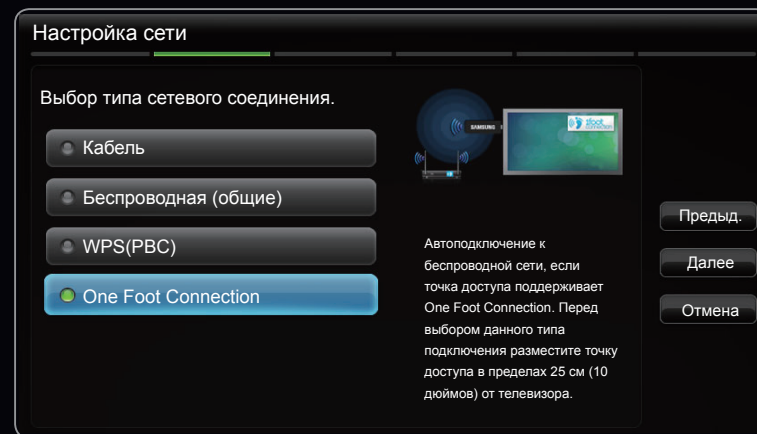 Настройка сети
Выбор типа сетевого соединения.
Кабель
Беспроводная (общие)
WPS(PBC)
One Foot Connection
SAMSUNG
Автоподключение к
беспроводной сети, если
точка доступа поддерживает
One Foot Connection. Перед
выбором данного типа
подключения разместите точку
доступа в пределах 25 см (10
дюймов) от телевизора.
Предыд.
Далее
Отмена